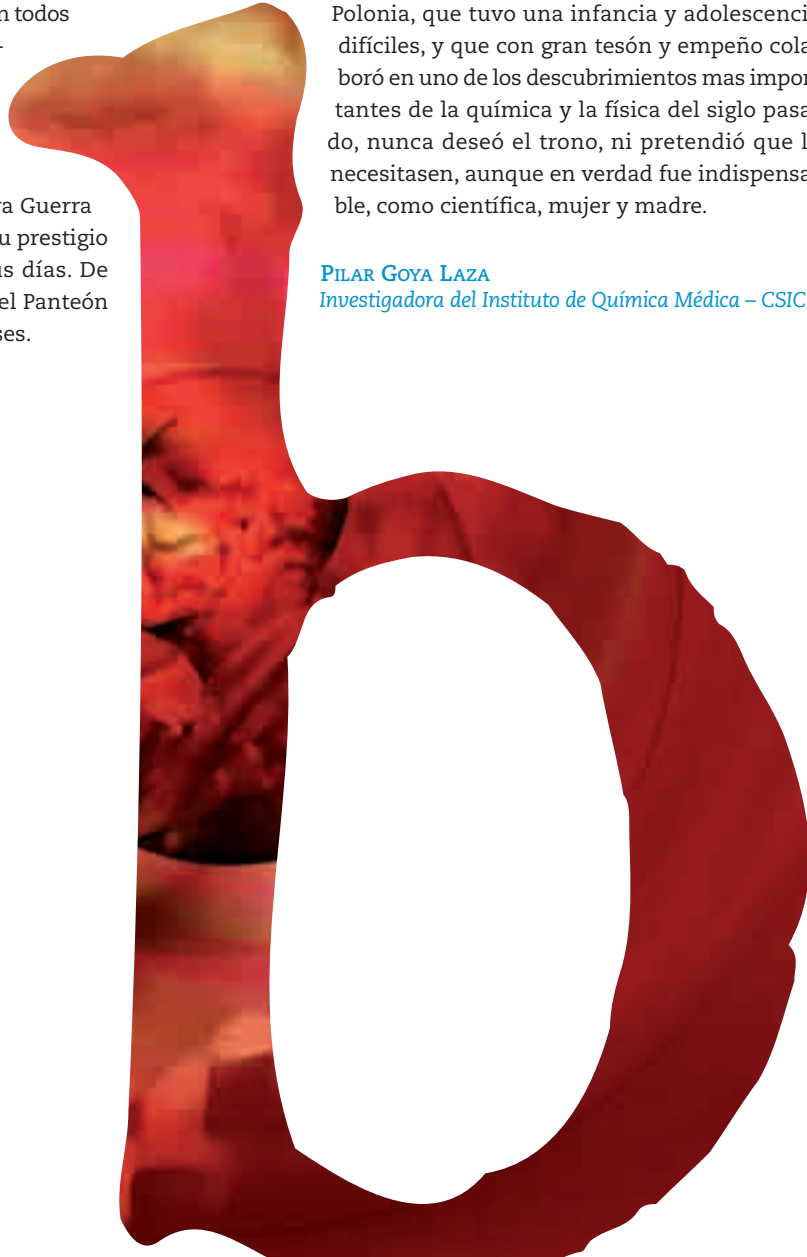 n todos
-
a Guerra
u prestigio
us días. De
el Panteón
ses.
Polonia, que tuvo una infancia y adolescenci
difíciles, y que con gran tesón y empeño cola
boró en uno de los descubrimientos mas impor
tantes de la química y la física del siglo pasa
do, nunca deseó el trono, ni pretendió que l
necesitasen, aunque en verdad fue indispensa
ble, como científica, mujer y madre.
PILAR GOYA LAZA
Investigadora del Instituto de Química Médica – CSIC
b